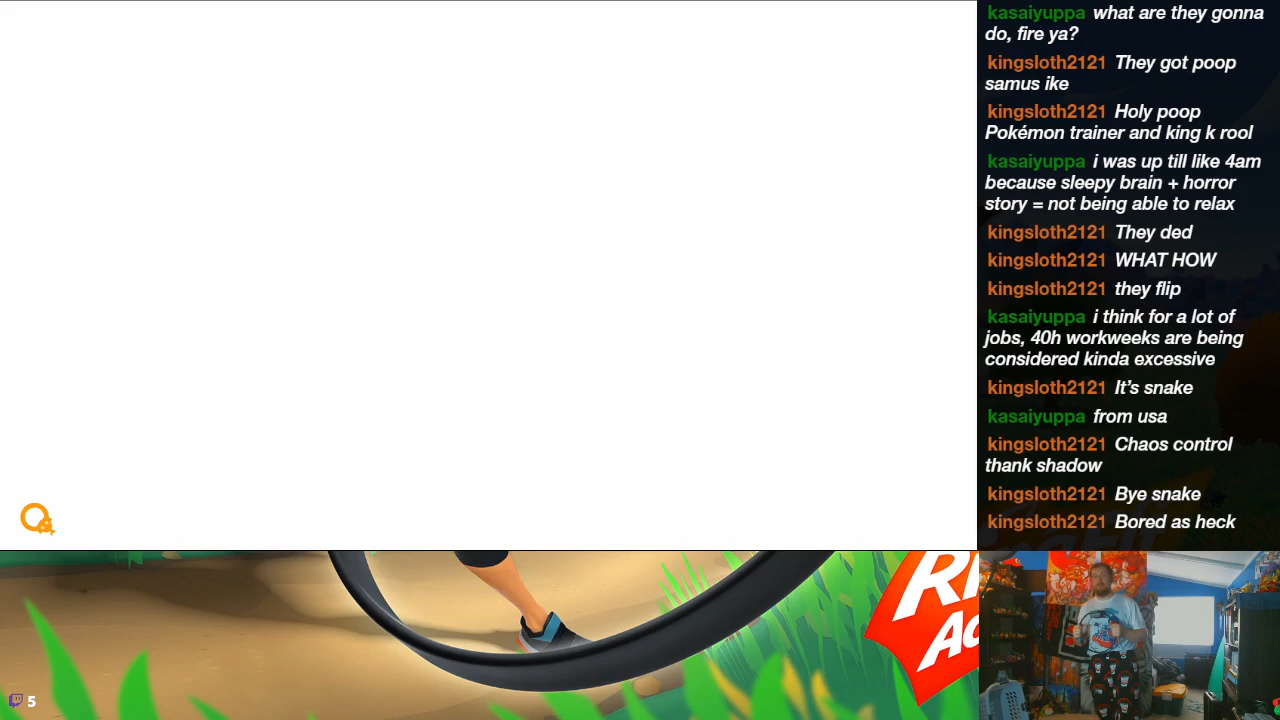 kasaiyuppa what are they gonna
do, fire ya?
kingsloth2121 They got poop
samus ike
kingsloth2121 Holy poop
Pokémon trainer and king k rool
kasaiyuppa i was up till like 4am
because sleepy brain + horror
story = not being able to relax
kingsloth2121 They ded
kingsloth2121 WHAT HOW
kingsloth2121 they flip
kasaiyuppa i think for a lot of
jobs, 40h workweeks are being
considered kinda excessive
kingsloth2121 It’s snake
kasaiyuppa from usa
kingsloth2121 Chaos control
thank shadow
kingsloth2121 Bye snake
kingsloth2121 Bored as heck
5